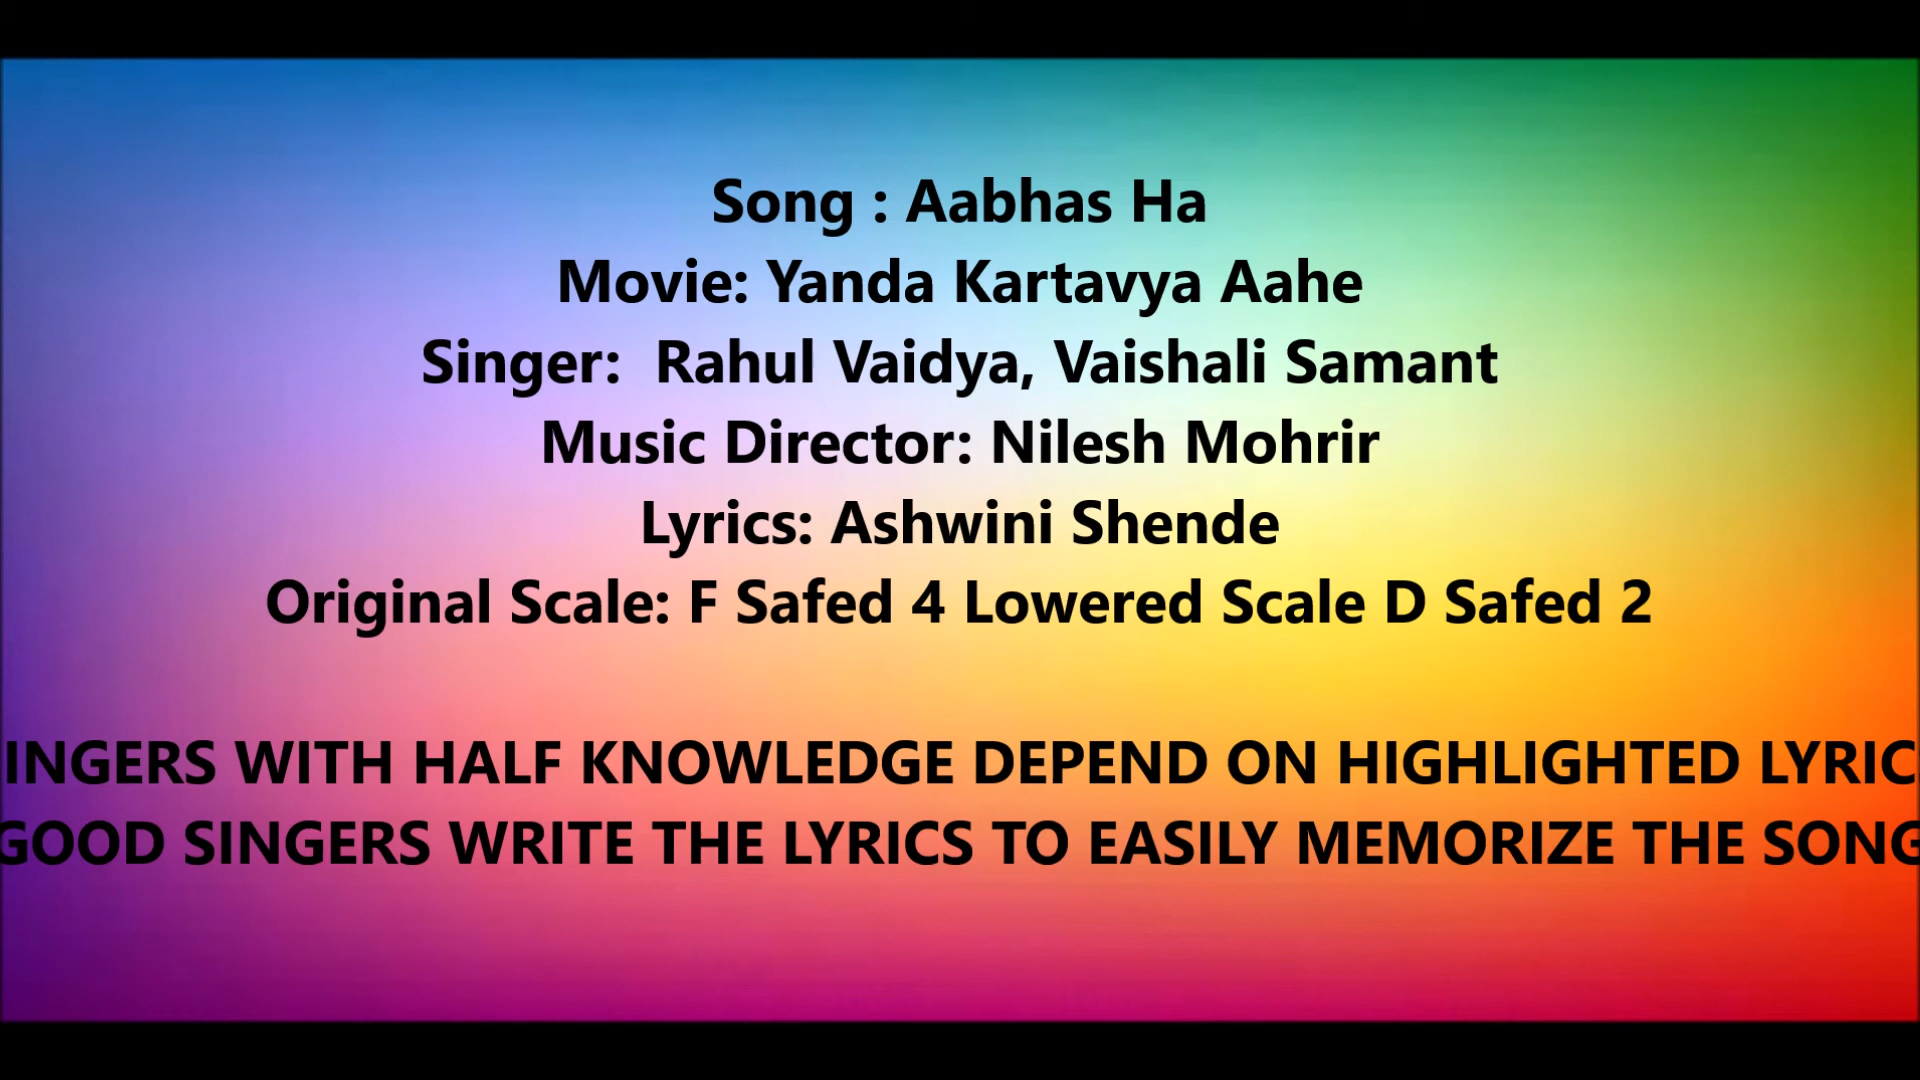 Song : Aabhas Ha
Movie: Yanda Kartavya Aahe
Singer:  Rahul Vaidya, Vaishali Samant
Music Director: Nilesh Mohrir
Lyrics: Ashwini Shende
Original Scale: F Safed 4 Lowered Scale D Safed 2
INGERS WITH HALF KNOWLEDGE DEPEND ON HIGHLIGHTED LYRIC
GOOD SINGERS WRITE THE LYRICS TO EASILY MEMORIZE THE SONG